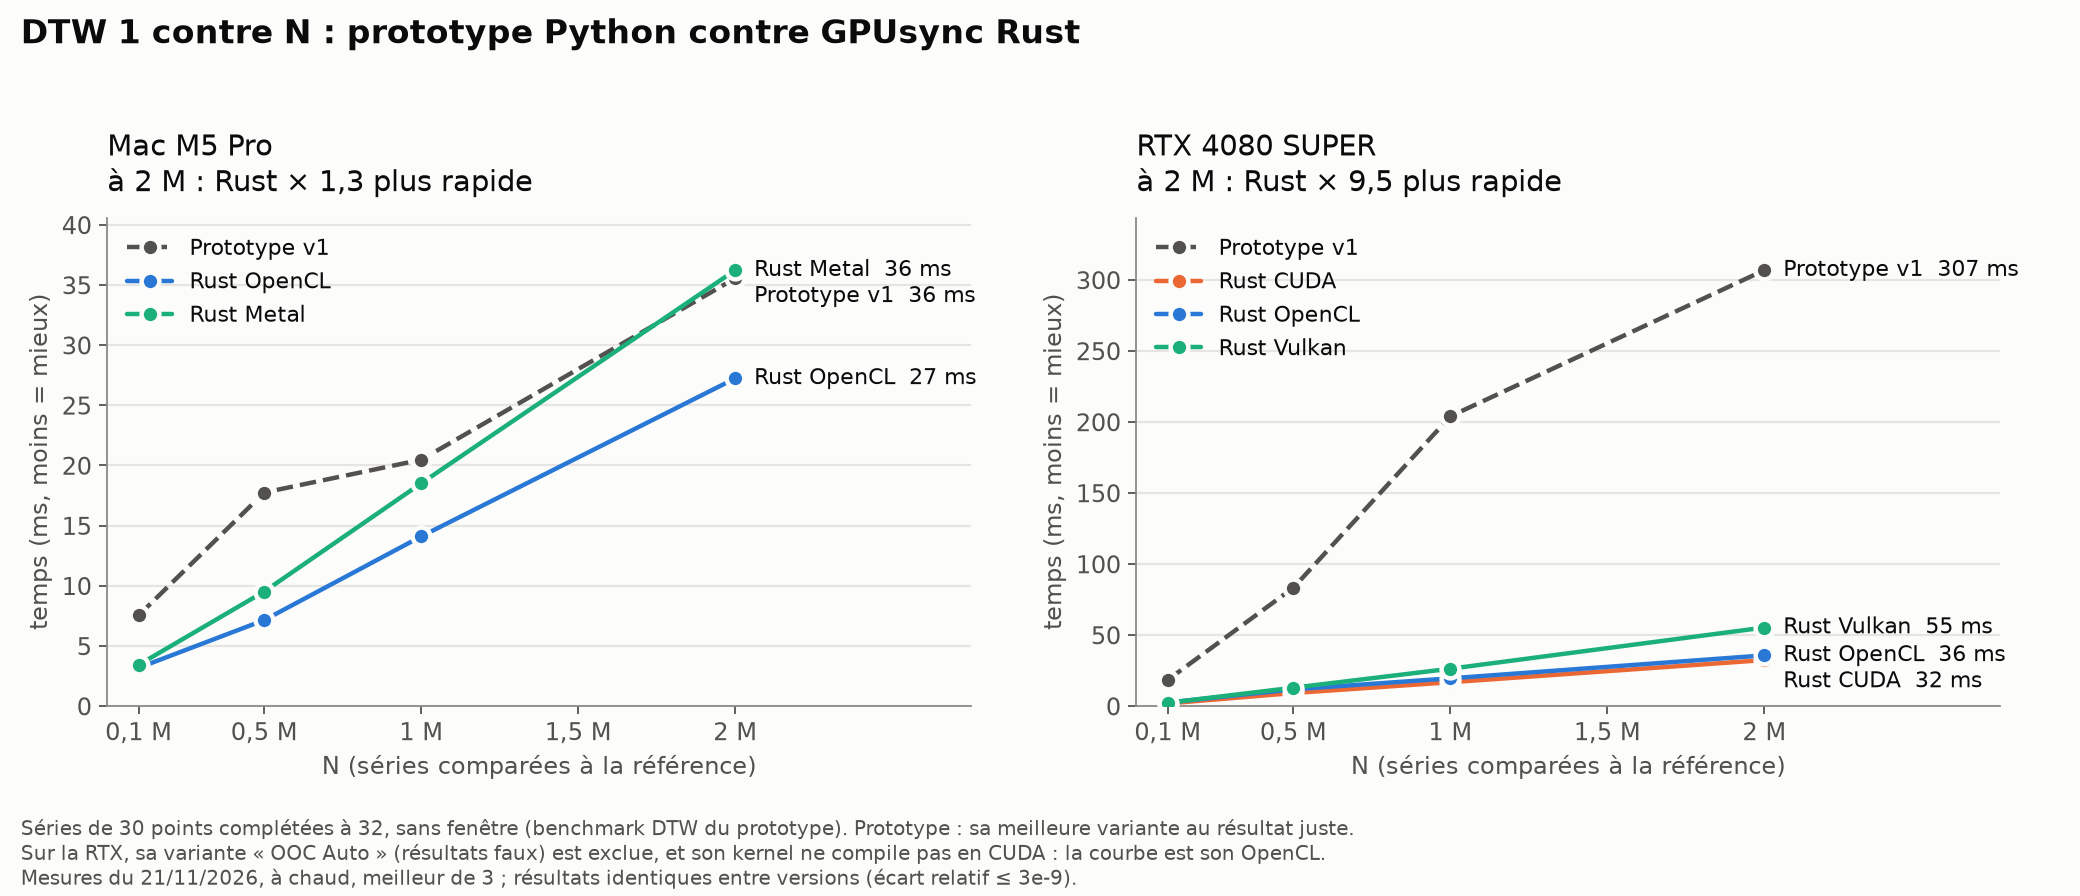 DTW 1 contre N : prototype Python contre GPUsync Rust
Mac M5 Pro
à 2 M : Rust × 1,3 plus rapide
temps (ms, moins = mieux)
40
35
30
25
20
15
10
5
0
Prototype v1
Rust OpenCL
Rust Metal
Rust Metal  36 ms
Prototype v1  36 ms
Rust OpenCL  27 ms
0,1 M
0,5 M
1 M
1,5 M
2 M
N (séries comparées à la référence)
RTX 4080 SUPER
à 2 M : Rust × 9,5 plus rapide
temps (ms, moins = mieux)
300
250
200
150
100
50
0
Prototype v1
Rust CUDA
Rust OpenCL
Rust Vulkan
Prototype v1  307 ms
Rust Vulkan  55 ms
Rust OpenCL  36 ms
Rust CUDA  32 ms
0,1 M
0,5 M
1 M
1,5 M
2 M
N (séries comparées à la référence)
Séries de 30 points complétées à 32, sans fenêtre (benchmark DTW du prototype). Prototype : sa meilleure variante au résultat juste.
Sur la RTX, sa variante « OOC Auto » (résultats faux) est exclue, et son kernel ne compile pas en CUDA : la courbe est son OpenCL.
Mesures du 21/11/2026, à chaud, meilleur de 3 ; résultats identiques entre versions (écart relatif ≤ 3e-9).